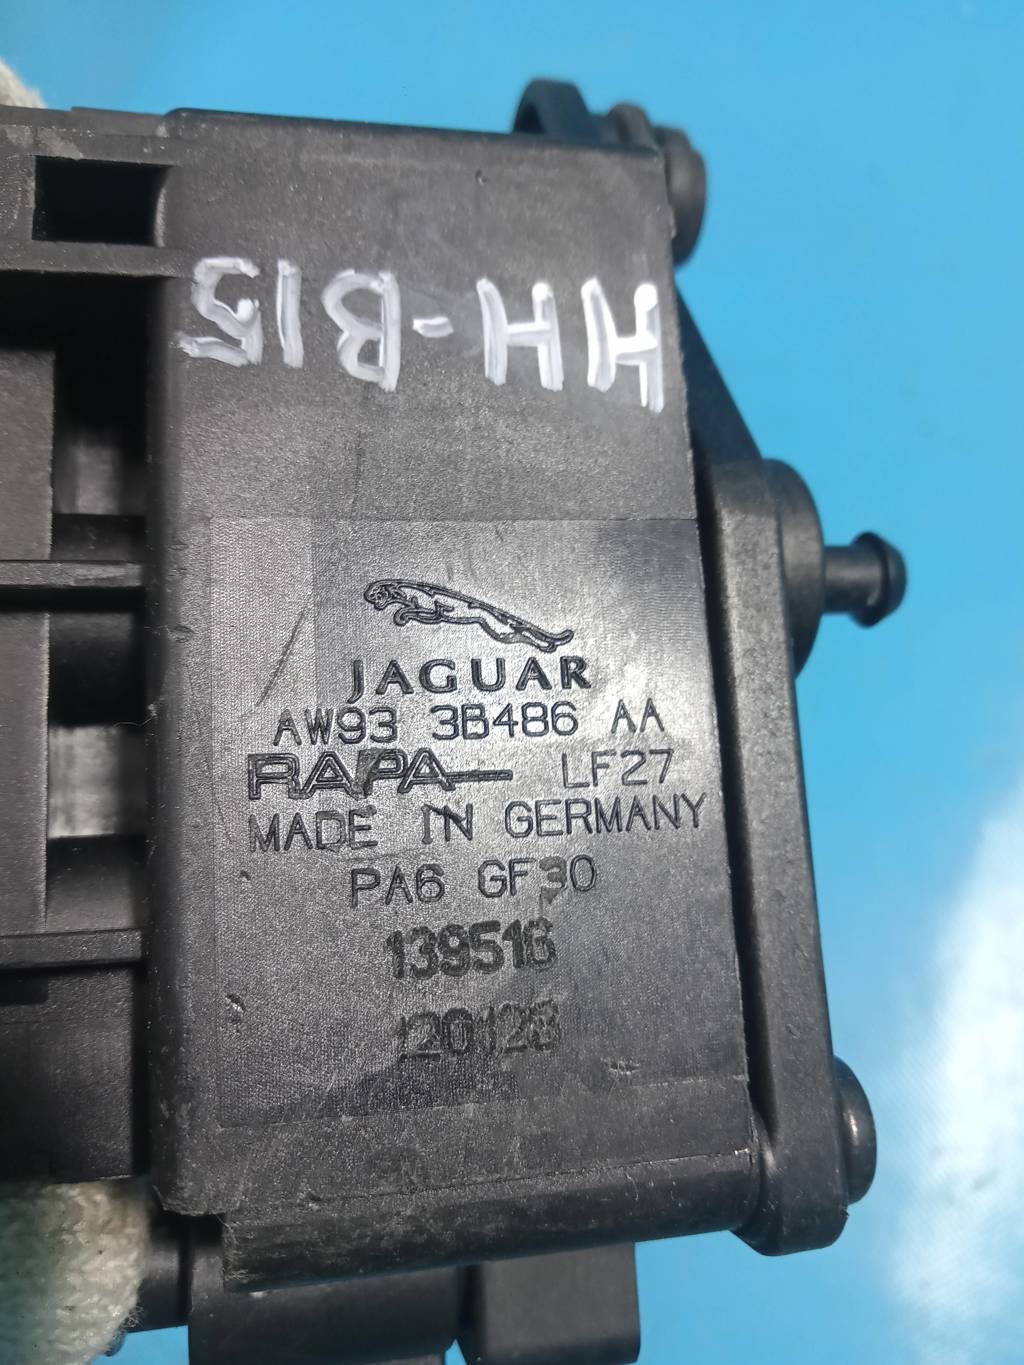 HH-B15
JAGUAR
AW93 3B486 AA
RAPA LF27
MADE IN GERMANY
PA6 GF30
139516
120123